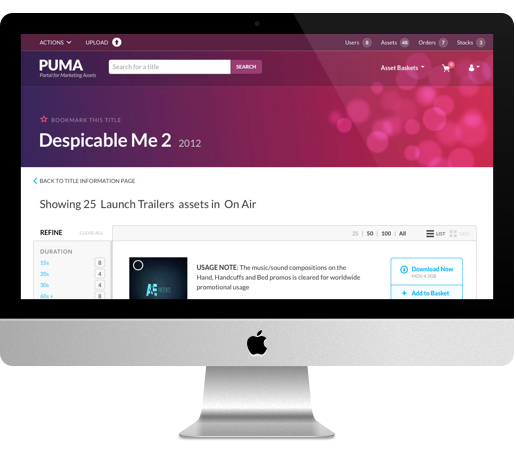 ACTIONS UPLOAD Users 8 Assets 48 Orders 7 Stocks 3
PUMA
Portal for Marketing Assets
Search for a title SEARCH Asset Baskets
BOOKMARK THIS TITLE
Despicable Me 2 2012
BACK TO TITLE INFORMATION PAGE
Showing 25 Launch Trailers assets in On Air
REFINE CLEAR ALL 25 | 50 | 100 | All LIST GRID
DURATION
15s 8
20s 4
30s 4
60s + 8
USAGE NOTE: The music/sound compositions on the
Hand, Handcuffs and Bed promos is cleared for worldwide
promotional usage
Download Now
MOV 4.2GB
+ Add to Basket